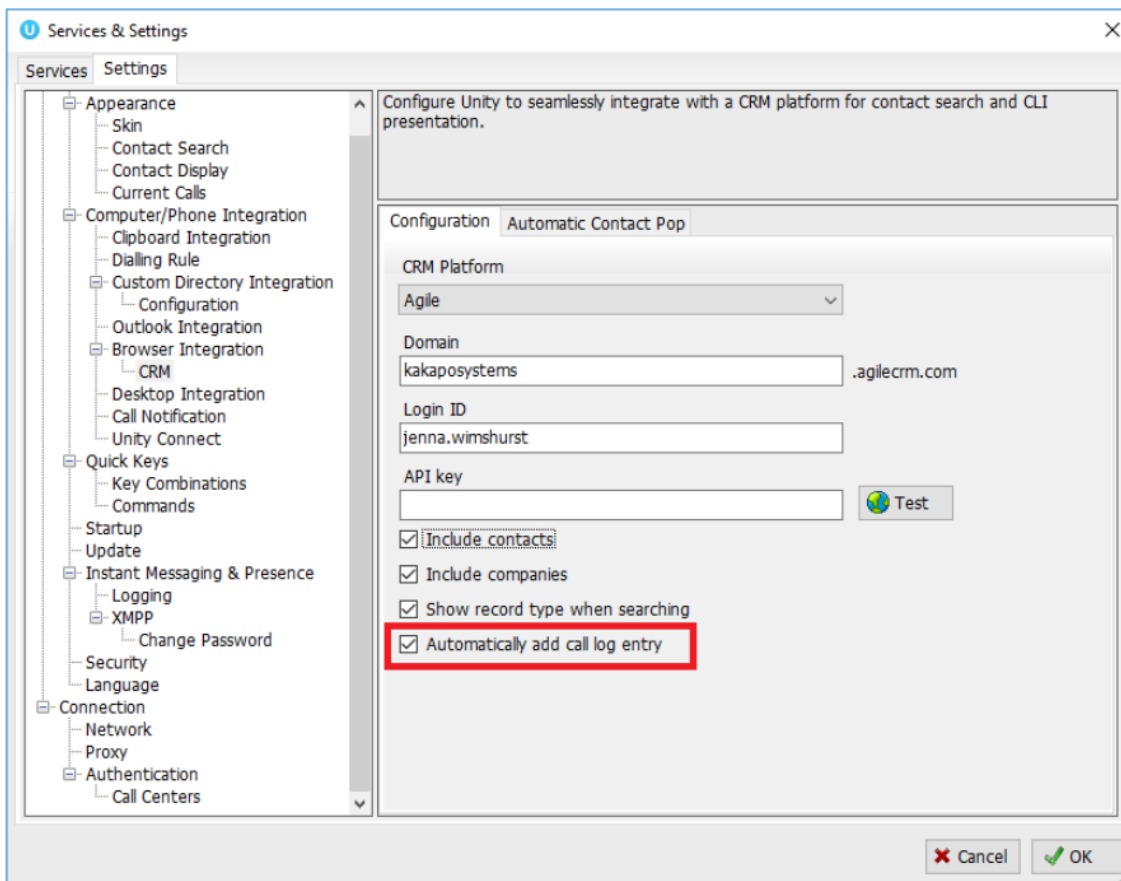 Services & Settings
Services
Settings
Appearance
Skin
Contact Search
Contact Display
Current Calls
Computer/Phone Integration
Clipboard Integration
Dialling Rule
Custom Directory Integration
Configuration
Outlook Integration
Browser Integration
CRM
Desktop Integration
Call Notification
Unity Connect
Quick Keys
Key Combinations
Commands
Startup
Update
Instant Messaging & Presence
Logging
XMPP
Change Password
Security
Language
Connection
Network
Proxy
Authentication
Call Centers
Configure Unity to seamlessly integrate with a CRM platform for contact search and CLI
presentation.
Configuration
Automatic Contact Pop
CRM Platform
Agile
Domain
kakaposystems
.agilecrm.com
Login ID
jenna.wimshurst
API key
Test
Include contacts
Include companies
Show record type when searching
Automatically add call log entry
Cancel
OK